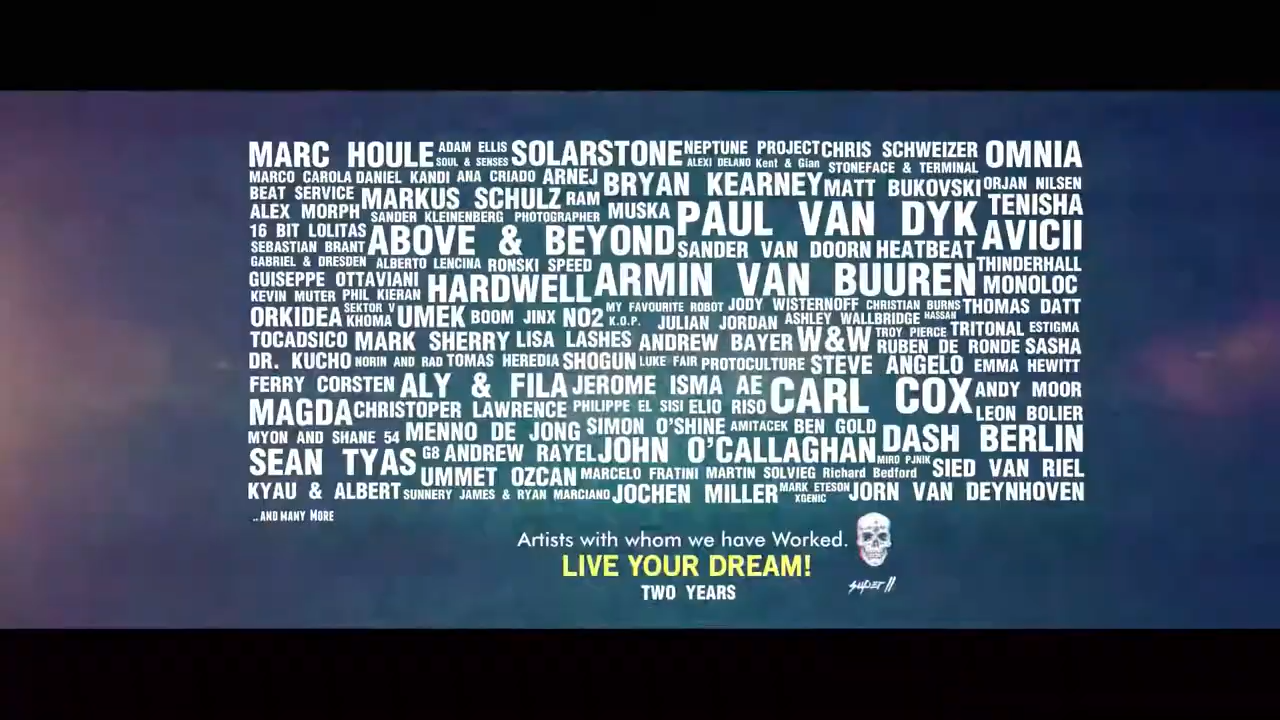 MARC HOULE ADAM ELLIS SOLARSTONE NEPTUNE PROJECT CHRIS SCHWEIZER OMNIA
SOUL & SENSES ALEXI DELANO Kent & Gian STONEFACE & TERMINAL
MARCO CAROLA DANIEL KANDI ANA CRIADO ARNEJ BRYAN KEARNEY MATT BUKOVSKI ORJAN NILSEN
BEAT SERVICE MARKUS SCHULZ RAM TENISHA
ALEX MORPH SANDER KLEINENBERG PHOTOGRAPHER MUSKA PAUL VAN DYK
16 BIT LOLITAS ABOVE & BEYOND AVICII
SEBASTIAN BRANT SANDER VAN DOORN HEATBEAT
GABRIEL & DRESDEN ALBERTO LENCINA RONSKI SPEED THINDERHALL
GUISEPPE OTTAVIANI HARDWELL ARMIN VAN BUUREN MONOLOC
KEVIN MUTER PHIL KIERAN
SEKTOR V MY FAVOURITE ROBOT JODY WISTERNOFF CHRISTIAN BURNS THOMAS DATT
ORKIDEA KHOMA UMEK BOOM JINX NO2 K.O.P. JULIAN JORDAN ASHLEY WALLBRIDGE HASSAN
TROY PIERCE TRITONAL ESTIGMA
TOCADSICO MARK SHERRY LISA LASHES ANDREW BAYER W&W RUBEN DE RONDE SASHA
DR. KUCHO NORIN AND RAD TOMAS HEREDIA SHOGUN LUKE FAIR PROTOCULTURE STEVE ANGELO EMMA HEWITT
FERRY CORSTEN ALY & FILA JEROME ISMA AE CARL COX ANDY MOOR
MAGDA CHRISTOPER LAWRENCE PHILIPPE EL SISI ELIO RISO LEON BOLIER
MYON AND SHANE 54 MENNO DE JONG SIMON O'SHINE AMITACEK BEN GOLD DASH BERLIN
SEAN TYAS G8 ANDREW RAYEL JOHN O'CALLAGHAN MIRO PJNIK
UMMET OZCAN MARCELO FRATINI MARTIN SOLVIEG Richard Bedford SIED VAN RIEL
KYAU & ALBERT SUNNERY JAMES & RYAN MARCIANO JOCHEN MILLER MARK ETESON JORN VAN DEYNHOVEN
XGENIC
..AND MANY MORE
Artists with whom we have Worked.
LIVE YOUR DREAM!
TWO YEARS